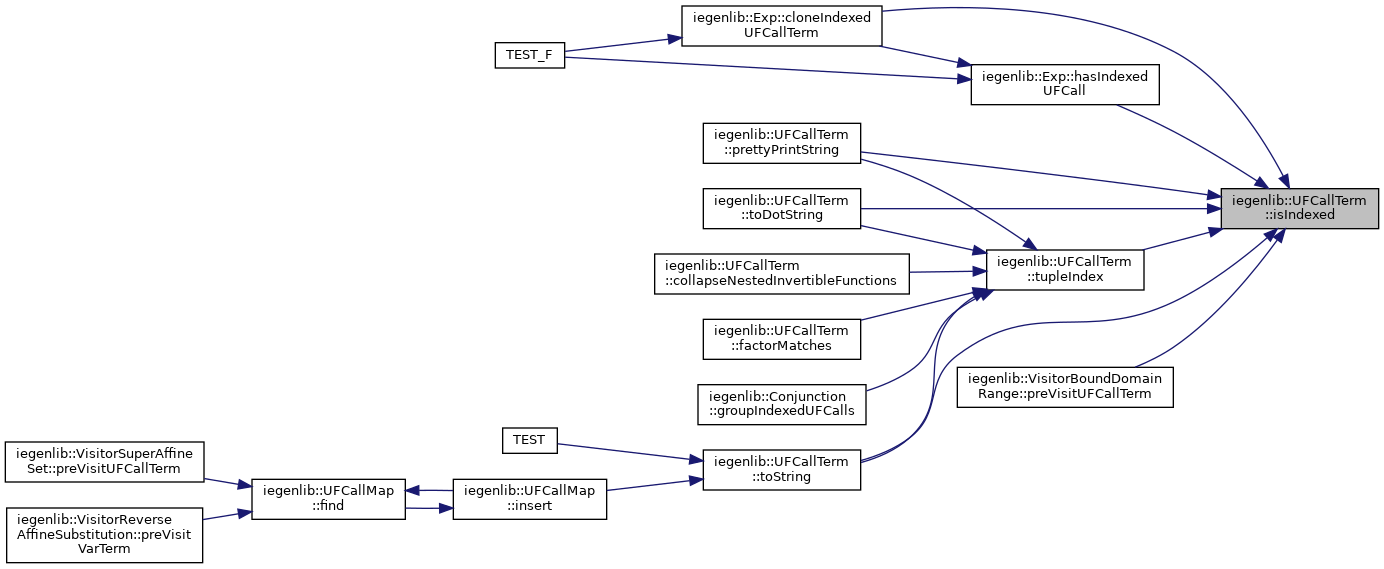 iegenlib::Exp::cloneIndexed
UFCallTerm
TEST_F
iegenlib::Exp::hasIndexed
UFCall
iegenlib::UFCallTerm
::prettyPrintString
iegenlib::UFCallTerm
::toDotString
iegenlib::UFCallTerm
::isIndexed
iegenlib::UFCallTerm
::tupleIndex
iegenlib::UFCallTerm
::collapseNestedInvertibleFunctions
iegenlib::UFCallTerm
::factorMatches
iegenlib::VisitorBoundDomain
Range::preVisitUFCallTerm
iegenlib::Conjunction
::groupIndexedUFCalls
TEST
iegenlib::UFCallTerm
::toString
iegenlib::VisitorSuperAffine
Set::preVisitUFCallTerm
iegenlib::UFCallMap
::find
iegenlib::UFCallMap
::insert
iegenlib::VisitorReverse
AffineSubstitution::preVisit
VarTerm